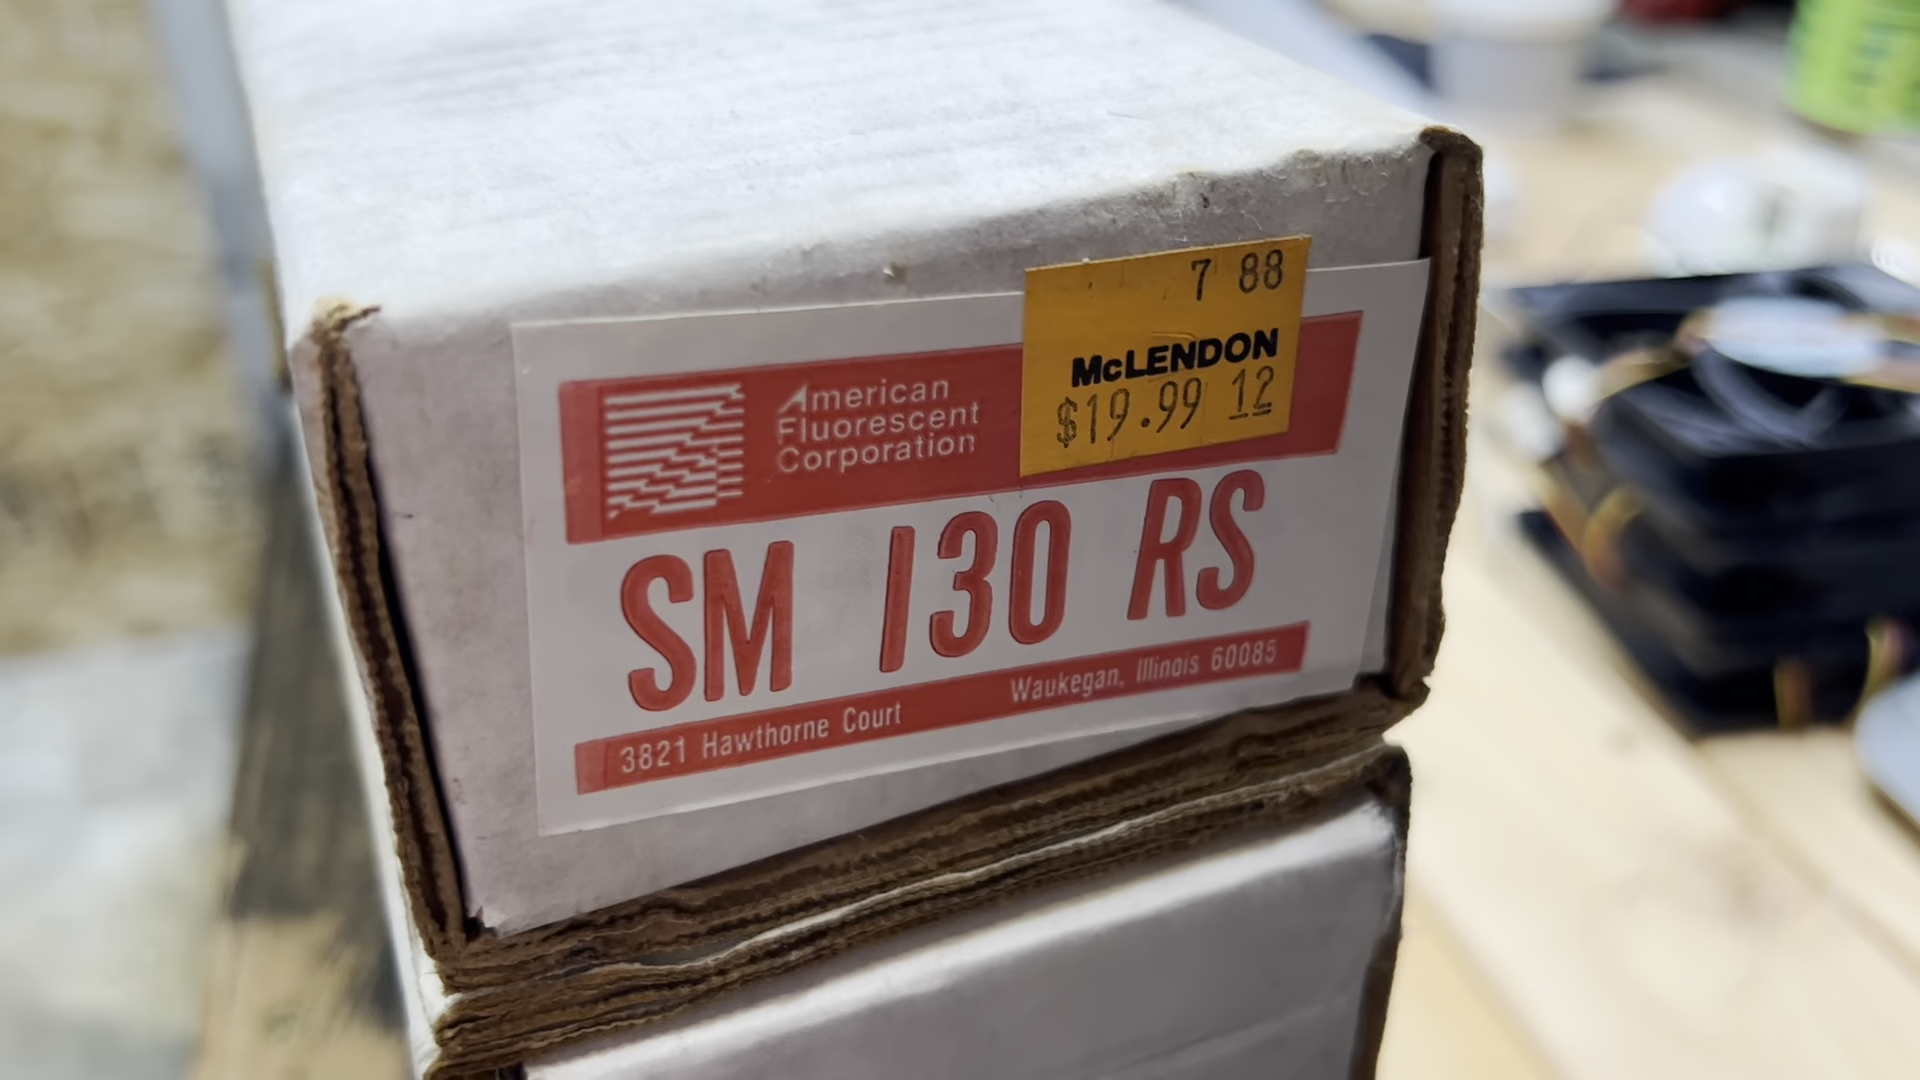 7 88
McLENDON
$19.99 12
American
Fluorescent
Corporation
SM 130 RS
3821 Hawthorne Court Waukegan, Illinois 60085